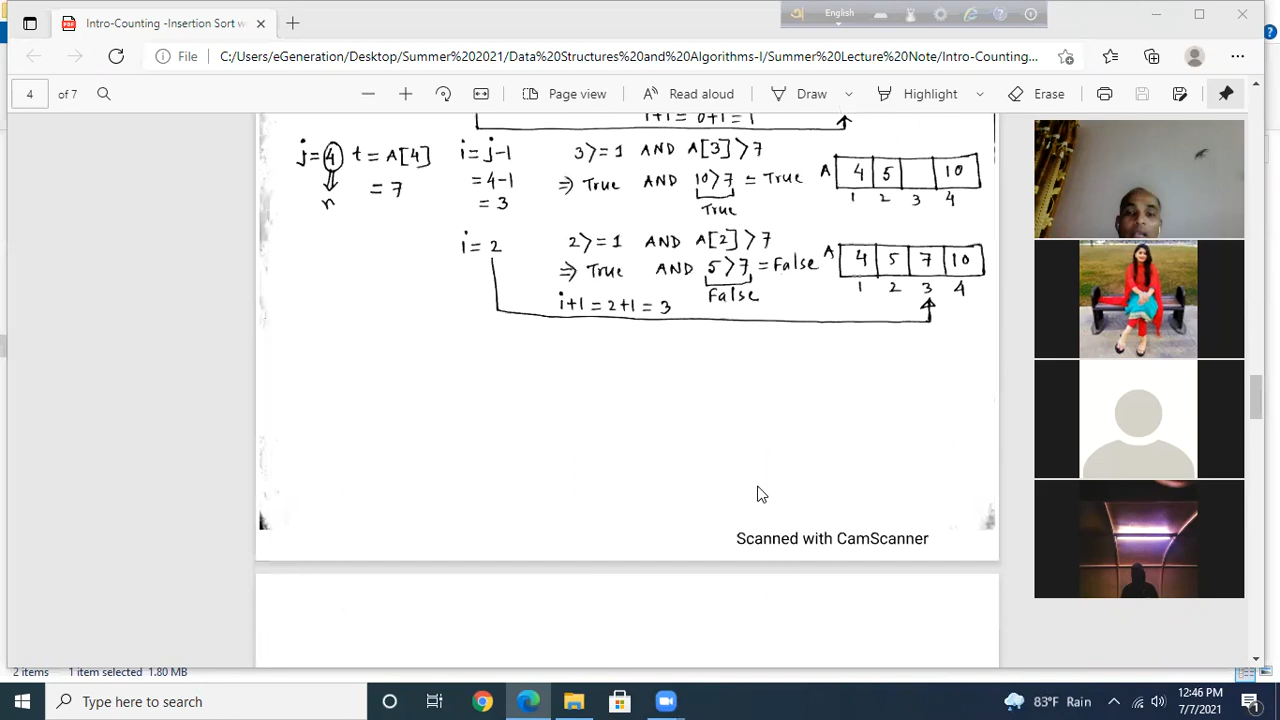 Intro-Counting -Insertion Sort w
English
File
C:/Users/eGeneration/Desktop/Summer%202021/Data%20Structures%20and%20Algorithms-I/Summer%20Lecture%20Note/Intro-Counting...
4 of 7
Page view
Read aloud
Draw
Highlight
Erase
i+1 = 0+1 = 1
j=4 t = A[4] i = j-1 3>=1 AND A[3]>7
= 7 = 4-1 => True AND 10>7 = True A 4 5 10
n = 3 True 1 2 3 4
i = 2 2>=1 AND A[2]>7
=> True AND 5>7 = False A 4 5 7 10
False 1 2 3 4
i+1 = 2+1 = 3
Scanned with CamScanner
2 items 1 item selected 1.80 MB
Type here to search
83°F Rain
12:46 PM
7/7/2021
1